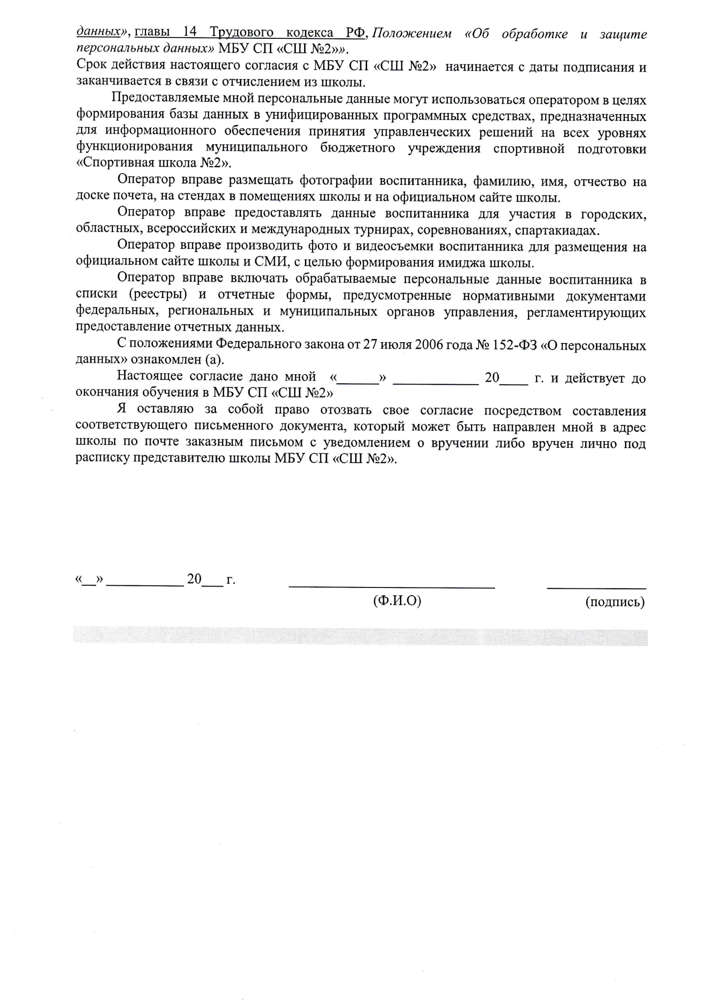 данных», главы 14 Трудового кодекса РФ, Положением «Об обработке и защите
персональных данных» МБУ СП «СШ №2»».
Срок действия настоящего согласия с МБУ СП «СШ №2» начинается с даты подписания и
заканчивается в связи с отчислением из школы.
Предоставляемые мной персональные данные могут использоваться оператором в целях
формирования базы данных в унифицированных программных средствах, предназначенных
для информационного обеспечения принятия управленческих решений на всех уровнях
функционирования муниципального бюджетного учреждения спортивной подготовки
«Спортивная школа №2».
Оператор вправе размещать фотографии воспитанника, фамилию, имя, отчество на
доске почета, на стендах в помещениях школы и на официальном сайте школы.
Оператор вправе предоставлять данные воспитанника для участия в городских,
областных, всероссийских и международных турнирах, соревнованиях, спартакиадах.
Оператор вправе производить фото и видеосъемки воспитанника для размещения на
официальном сайте школы и СМИ, с целью формирования имиджа школы.
Оператор вправе включать обрабатываемые персональные данные воспитанника в
списки (реестры) и отчетные формы, предусмотренные нормативными документами
федеральных, региональных и муниципальных органов управления, регламентирующих
предоставление отчетных данных.
С положениями Федерального закона от 27 июля 2006 года № 152-ФЗ «О персональных
данных» ознакомлен (а).
Настоящее согласие дано мной «______» ____________ 20____ г. и действует до
окончания обучения в МБУ СП «СШ №2»
Я оставляю за собой право отозвать свое согласие посредством составления
соответствующего письменного документа, который может быть направлен мной в адрес
школы по почте заказным письмом с уведомлением о вручении либо вручен лично под
расписку представителю школы МБУ СП «СШ №2».
«__» ___________ 20___ г. _____________________________ ______________
(Ф.И.О) (подпись)